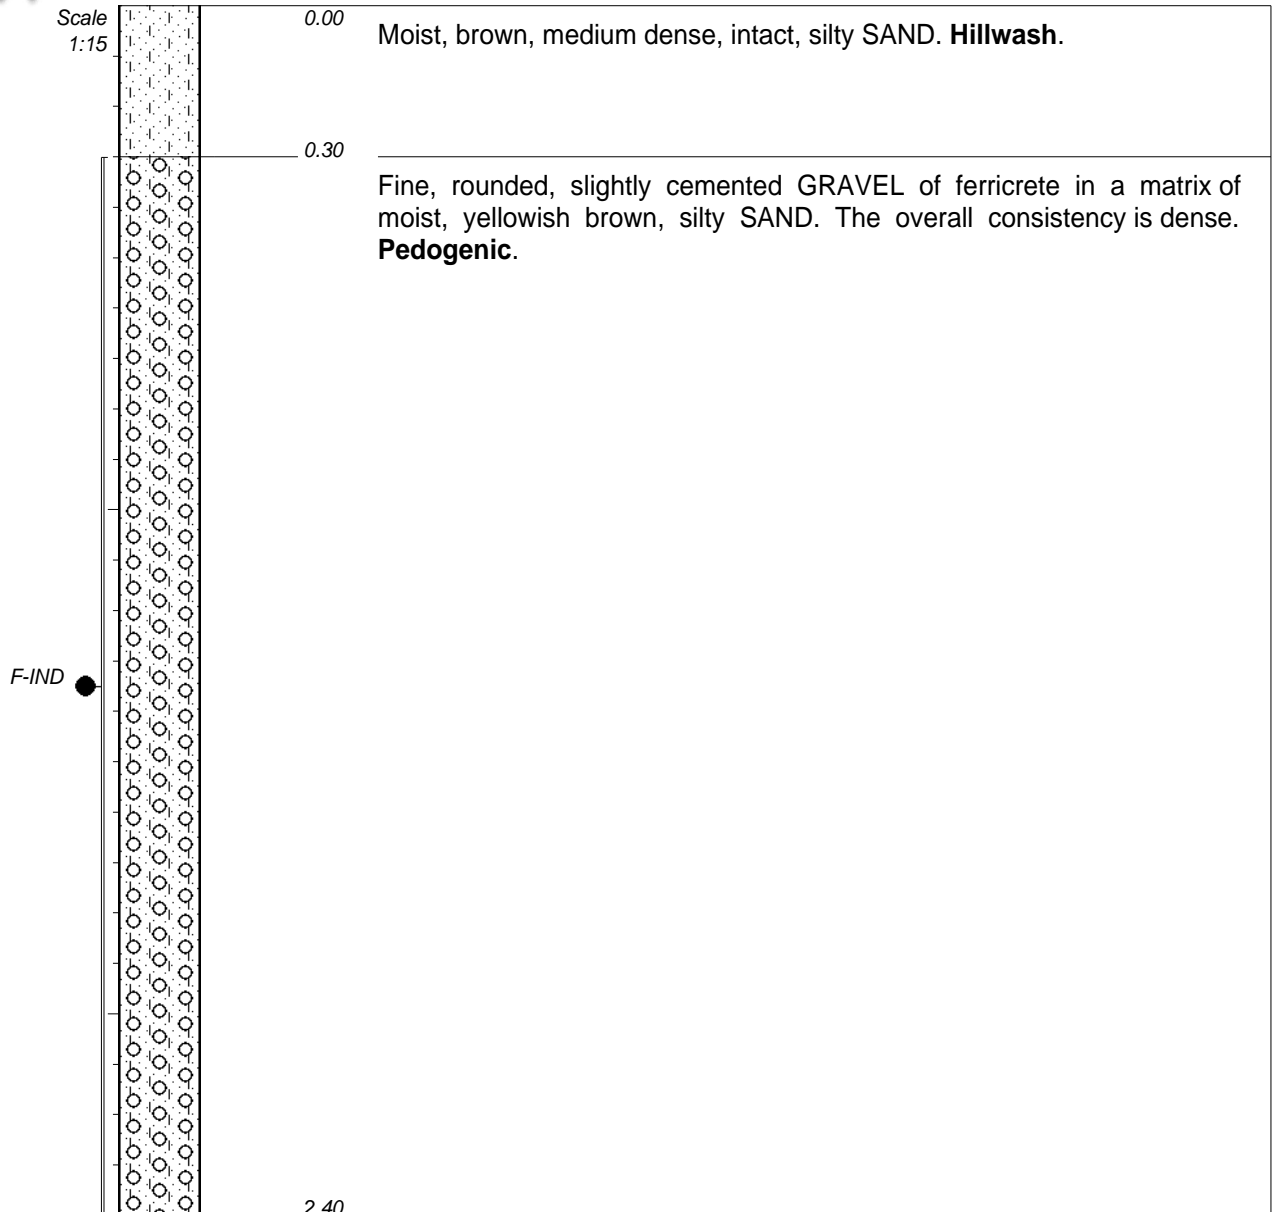 Scale
1:15
0.00
Moist, brown, medium dense, intact, silty SAND. Hillwash.
0.30
Fine, rounded, slightly cemented GRAVEL of ferricrete in a matrix of
moist, yellowish brown, silty SAND. The overall consistency is dense.
Pedogenic.
F-IND
2.40